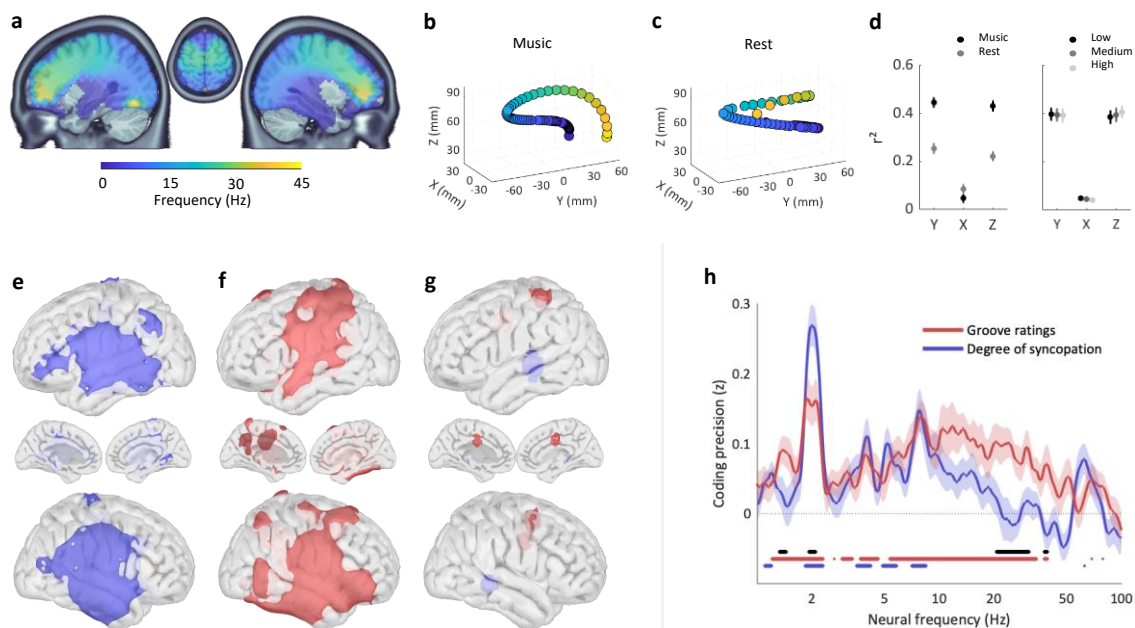 a
0 15 30 45
Frequency (Hz)
b
Music
Z (mm)
90
60
30
X (mm)
30
0
-30
-60 -30 0 30 60
Y (mm)
c
Rest
Z (mm)
90
60
30
X (mm)
30
0
-30
-60 -30 0 30 60
Y (mm)
d
Music
Rest
Low
Medium
High
r²
0.6
0.4
0.2
0
Y X Z
Y X Z
e
f
g
h
Groove ratings
Degree of syncopation
Coding precision (z)
0.3
0.2
0.1
0
2 5 10 20 50 100
Neural frequency (Hz)